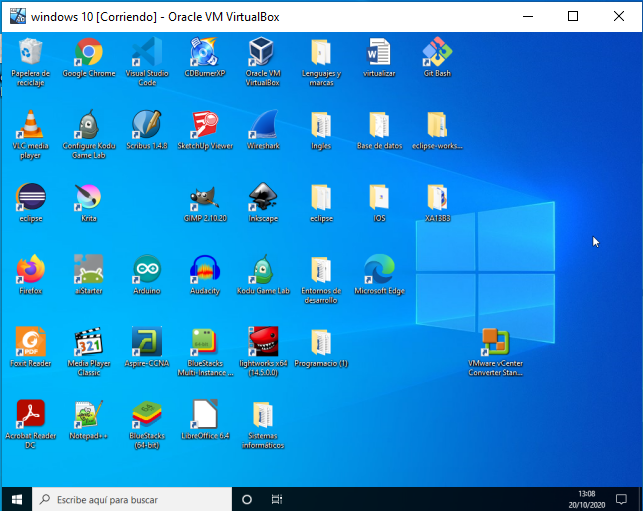 windows 10 [Corriendo] - Oracle VM VirtualBox
Papelera de
reciclaje
Google Chrome
Visual Studio
Code
CDBurnerXP
Oracle VM
VirtualBox
Lenguajes y
marcas
virtualizar
Git Bash
VLC media
player
Configure Kodu
Game Lab
Scribus 1.4.8
SketchUp Viewer
Wireshark
Ingles
Base de datos
eclipse-works...
eclipse
Krita
GIMP 2.10.20
Inkscape
eclipse
IOS
XA1383
Firefox
aiStarter
Arduino
Audacity
Kodu Game Lab
Entornos de
desarrollo
Microsoft Edge
Foxit Reader
Media Player
Classic
Aspire-CCNA
BlueStacks
Multi-Instance ...
lightworks x64
(14.5.0.0)
Programacio (1)
VMware vCenter
Converter Stan...
Acrobat Reader
DC
Notepad++
BlueStacks
(64-bit)
LibreOffice 6.4
Sistemas
informáticos
Escribe aquí para buscar
13:08
20/10/2020